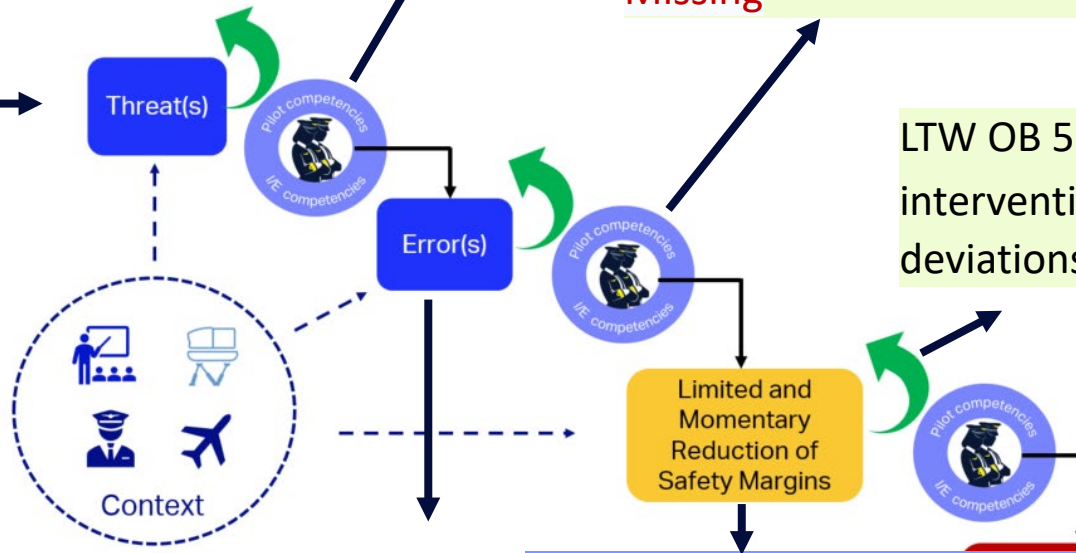 Missing
Threat(s)
Pilot competencies
I/E competencies
LTW OB 5
interventi
deviations
Error(s)
Pilot competencies
I/E competencies
Limited and
Momentary
Reduction of
Safety Margins
Pilot competencies
I/E competencies
Context